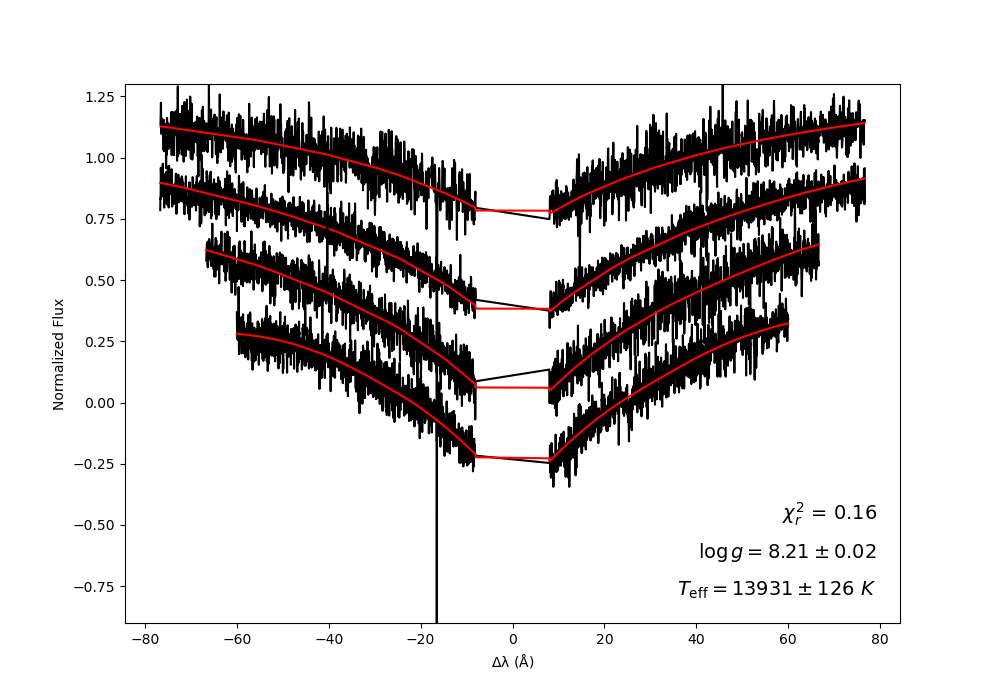 1.25
1.00
0.75
0.50
0.25
0.00
−0.25
−0.50
−0.75
Normalized Flux
χ²ᵣ = 0.16
log g = 8.21 ± 0.02
T_eff = 13931 ± 126 K
−80 −60 −40 −20 0 20 40 60 80
Δλ (Å)